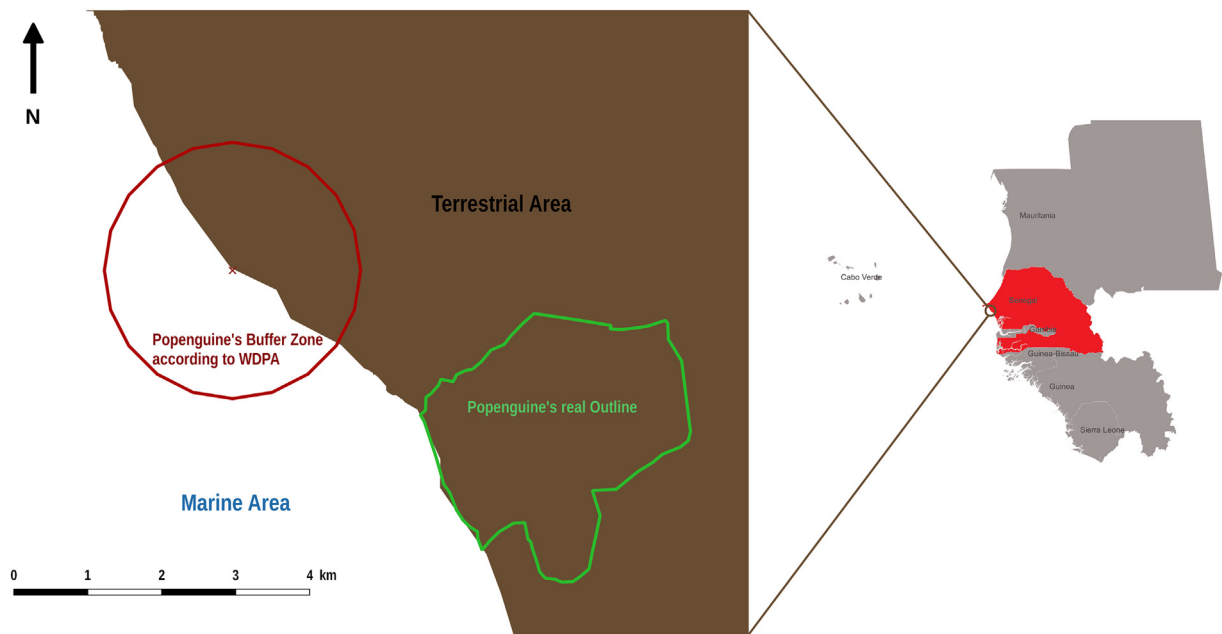 N
Terrestrial Area
Popenguine's Buffer Zone
according to WDPA
Popenguine's real Outline
Marine Area
0 1 2 3 4 km
Mauritania
Cabo Verde
Senegal
Gambia
Guinea-Bissau
Guinea
Sierra Leone